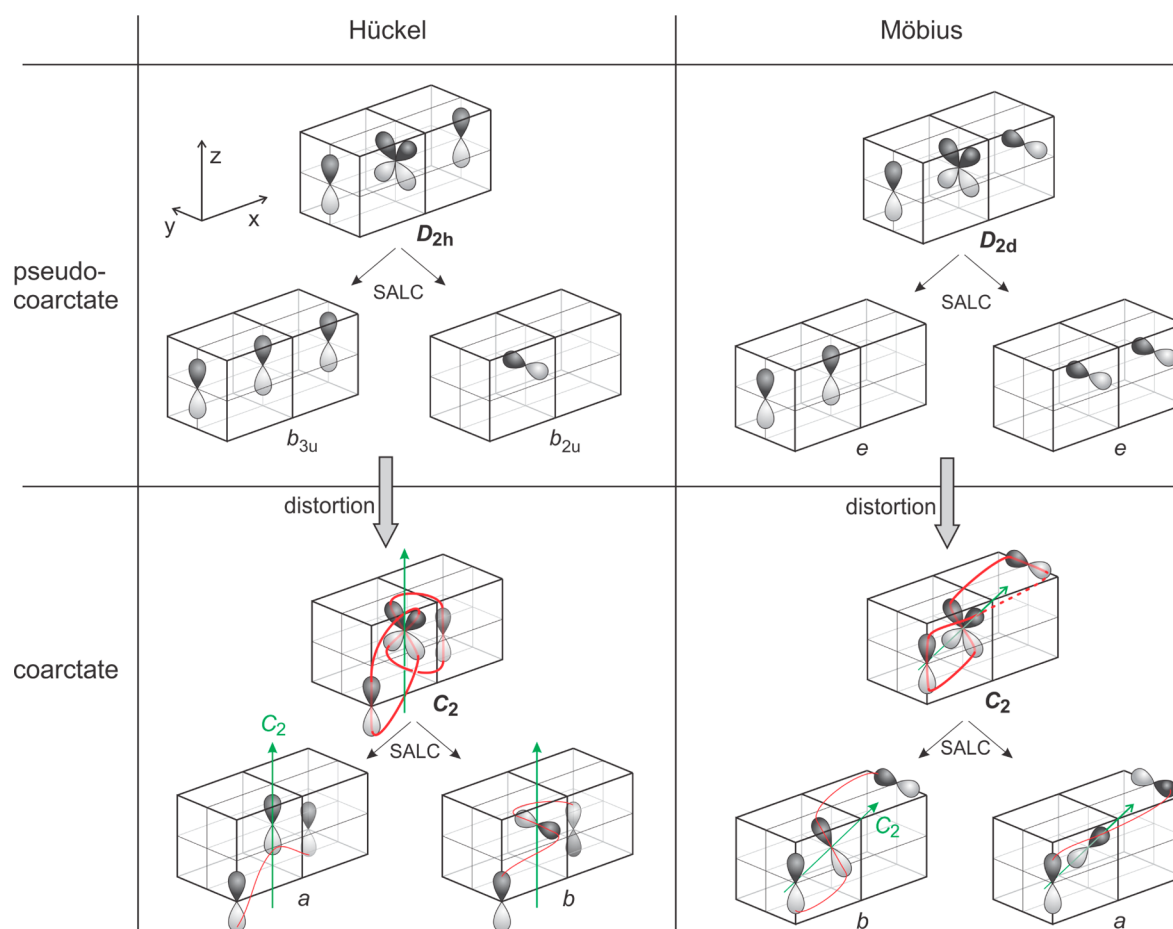 Hückel
Möbius
z
y
x
D2h
D2d
pseudo-
coarctate
SALC
SALC
b3u
b2u
e
e
distortion
distortion
coarctate
C2
C2
C2
SALC
SALC
C2
a
b
b
a